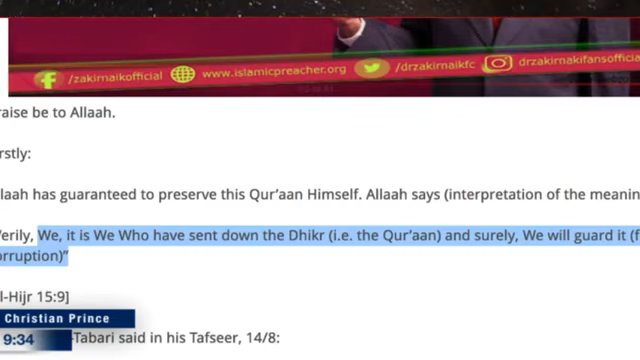 /zakirnaikofficial www.islamicpreacher.org /drzakirnaikfc drzakirnaikfansofficia
raise be to Allaah.
rstly:
laah has guaranteed to preserve this Qur'aan Himself. Allaah says (interpretation of the meanin
erily, We, it is We Who have sent down the Dhikr (i.e. the Qur'aan) and surely, We will guard it (f
orruption)"
l-Hijr 15:9]
Christian Prince
9:34
-Tabari said in his Tafseer, 14/8: